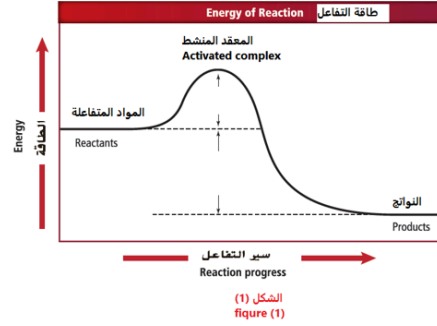 Energy of Reaction طاقة التفاعل
المعقد المنشط
Activated complex
المواد المتفاعلة
Reactants
Energy
الطاقة
النواتج
Products
سير التفاعل
Reaction progress
الشكل (1)
fiqure (1)